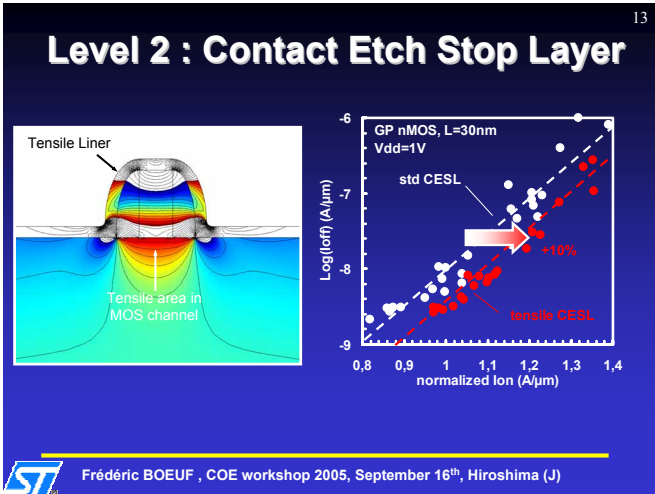 13
Level 2 : Contact Etch Stop Layer
Tensile Liner
Tensile area in
MOS channel
-6
-7
-8
-9
Log(Ioff) (A/µm)
GP nMOS, L=30nm
Vdd=1V
std CESL
+10%
tensile CESL
0,8 0,9 1 1,1 1,2 1,3 1,4
normalized Ion (A/µm)
ST
Frédéric BOEUF , COE workshop 2005, September 16th, Hiroshima (J)